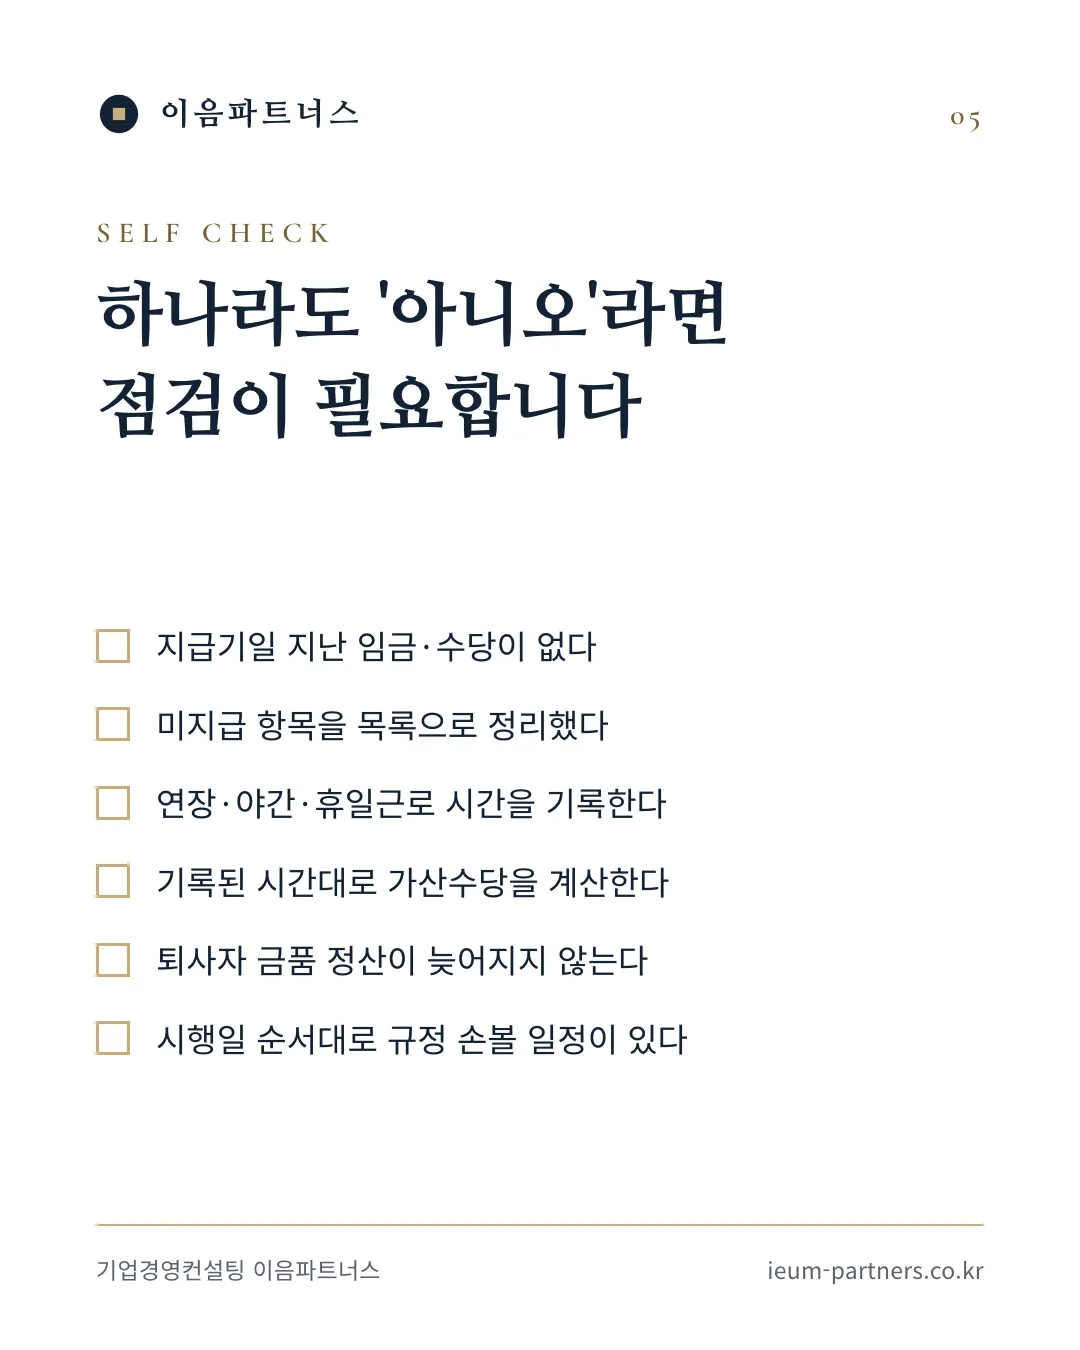 이음파트너스
05
SELF CHECK
하나라도 '아니오'라면
점검이 필요합니다
지급기일 지난 임금·수당이 없다
미지급 항목을 목록으로 정리했다
연장·야간·휴일근로 시간을 기록한다
기록된 시간대로 가산수당을 계산한다
퇴사자 금품 정산이 늦어지지 않는다
시행일 순서대로 규정 손볼 일정이 있다
기업경영컨설팅 이음파트너스
ieum-partners.co.kr